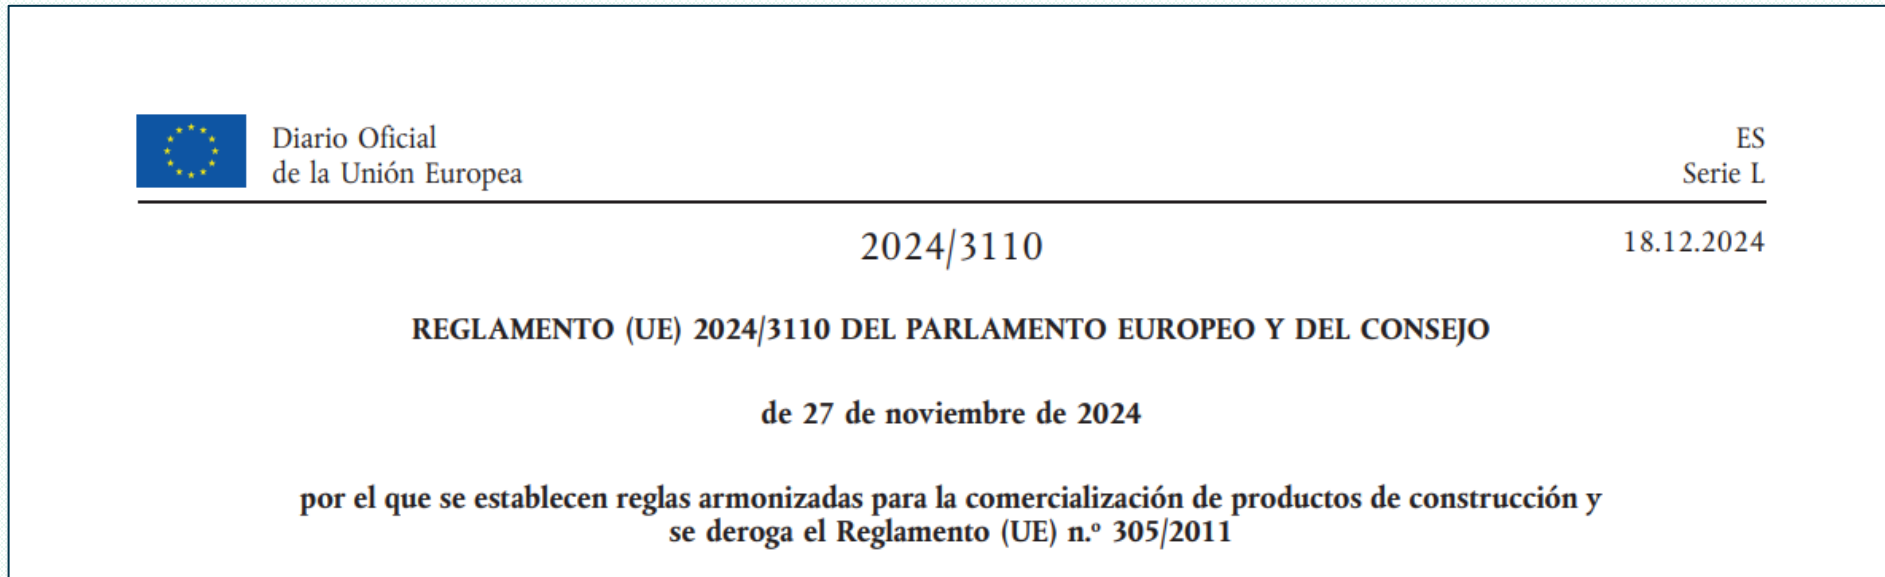 Diario Oficial
de la Unión Europea
ES
Serie L
2024/3110
18.12.2024
REGLAMENTO (UE) 2024/3110 DEL PARLAMENTO EUROPEO Y DEL CONSEJO
de 27 de noviembre de 2024
por el que se establecen reglas armonizadas para la comercialización de productos de construcción y
se deroga el Reglamento (UE) n.º 305/2011